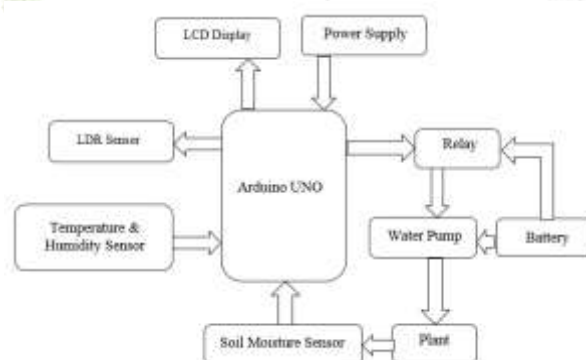 LCD Display
Power Supply
LDR Sensor
Arduino UNO
Relay
Temperature &
Humidity Sensor
Water Pump
Battery
Soil Moisture Sensor
Plant